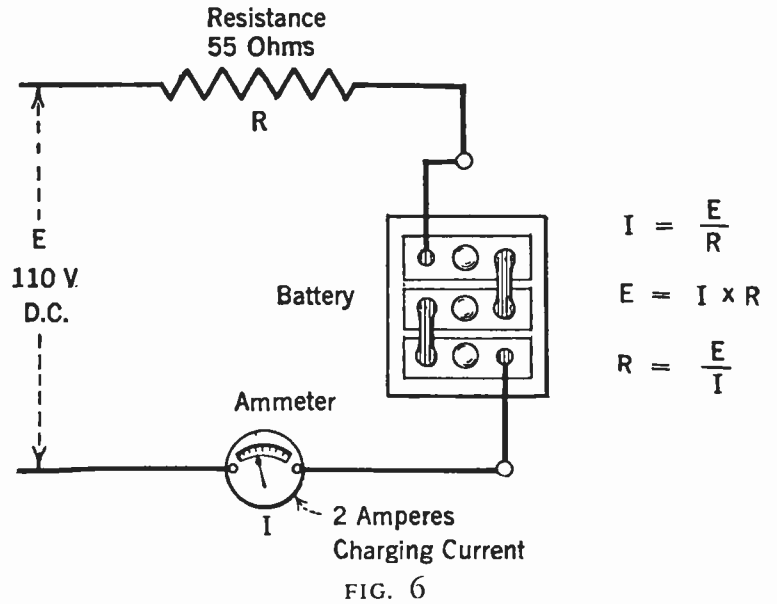 Resistance
55 Ohms
R
E
110 V.
D.C.
Battery
I = E/R
E = I x R
R = E/I
Ammeter
I
2 Amperes
Charging Current
FIG. 6